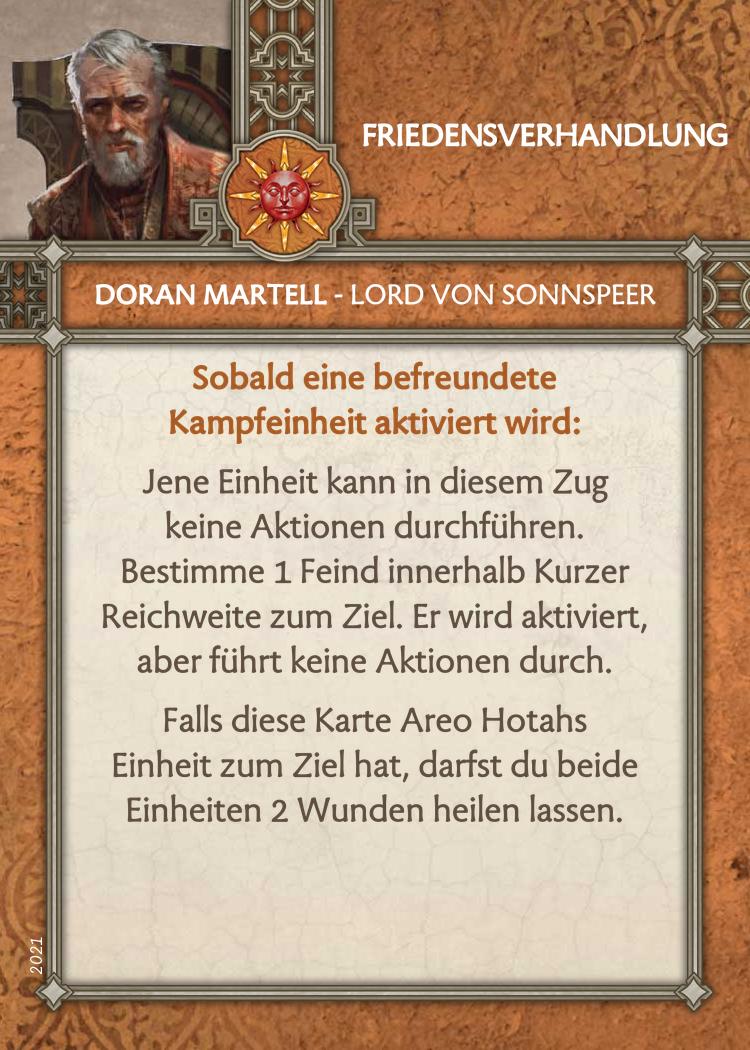 FRIEDENSVERHANDLUNG
DORAN MARTELL - LORD VON SONNSPEER
Sobald eine befreundete
Kampfeinheit aktiviert wird:
Jene Einheit kann in diesem Zug
keine Aktionen durchführen.
Bestimme 1 Feind innerhalb Kurzer
Reichweite zum Ziel. Er wird aktiviert,
aber führt keine Aktionen durch.
Falls diese Karte Areo Hotahs
Einheit zum Ziel hat, darfst du beide
Einheiten 2 Wunden heilen lassen.
2021